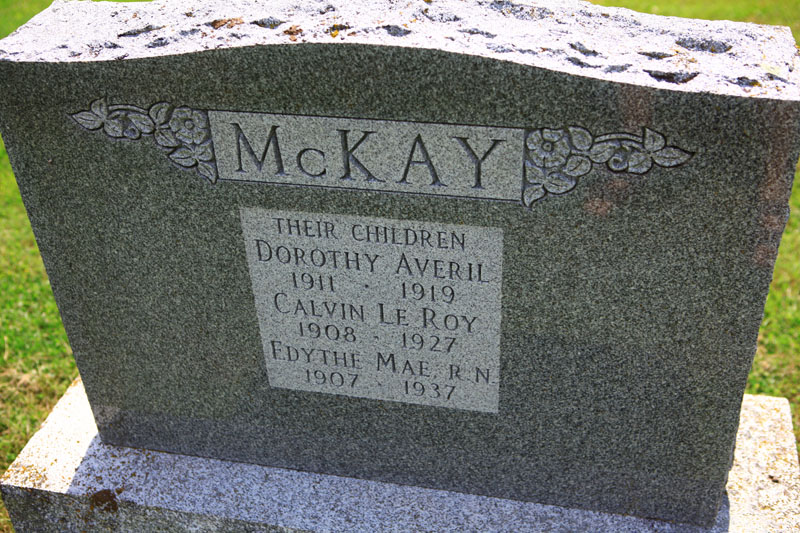 McKAY
THEIR CHILDREN
DOROTHY AVERIL
1911 · 1919
CALVIN LE ROY
1908 - 1927
EDYTHE MAE, R.N.
1907 · 1937